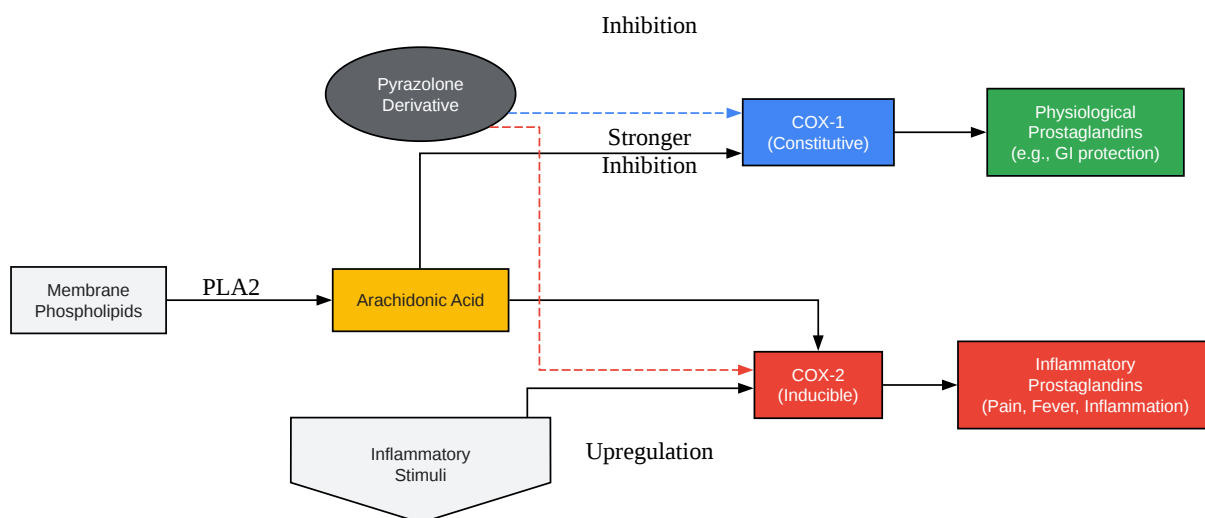 Inhibition
Pyrazolone
Derivative
COX-1
(Constitutive)
Physiological
Prostaglandins
(e.g., GI protection)
Stronger
Inhibition
Membrane
Phospholipids
PLA2
Arachidonic Acid
COX-2
(Inducible)
Inflammatory
Prostaglandins
(Pain, Fever, Inflammation)
Inflammatory
Stimuli
Upregulation